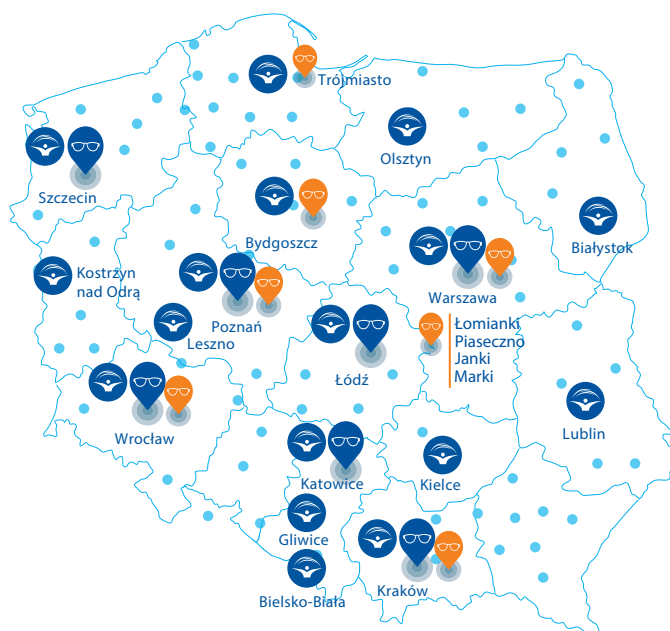 Trójmiasto
Olsztyn
Szczecin
Bydgoszcz
Białystok
Kostrzyn
nad Odrą
Warszawa
Poznań
Leszno
Łomianki
Piaseczno
Janki
Marki
Łódź
Wrocław
Lublin
Katowice
Kielce
Gliwice
Bielsko-Biała
Kraków